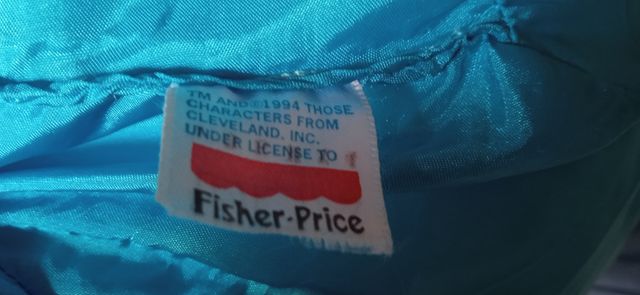 TM AND ©1994 THOSE
CHARACTERS FROM
CLEVELAND. INC.
UNDER LICENSE TO
Fisher-Price